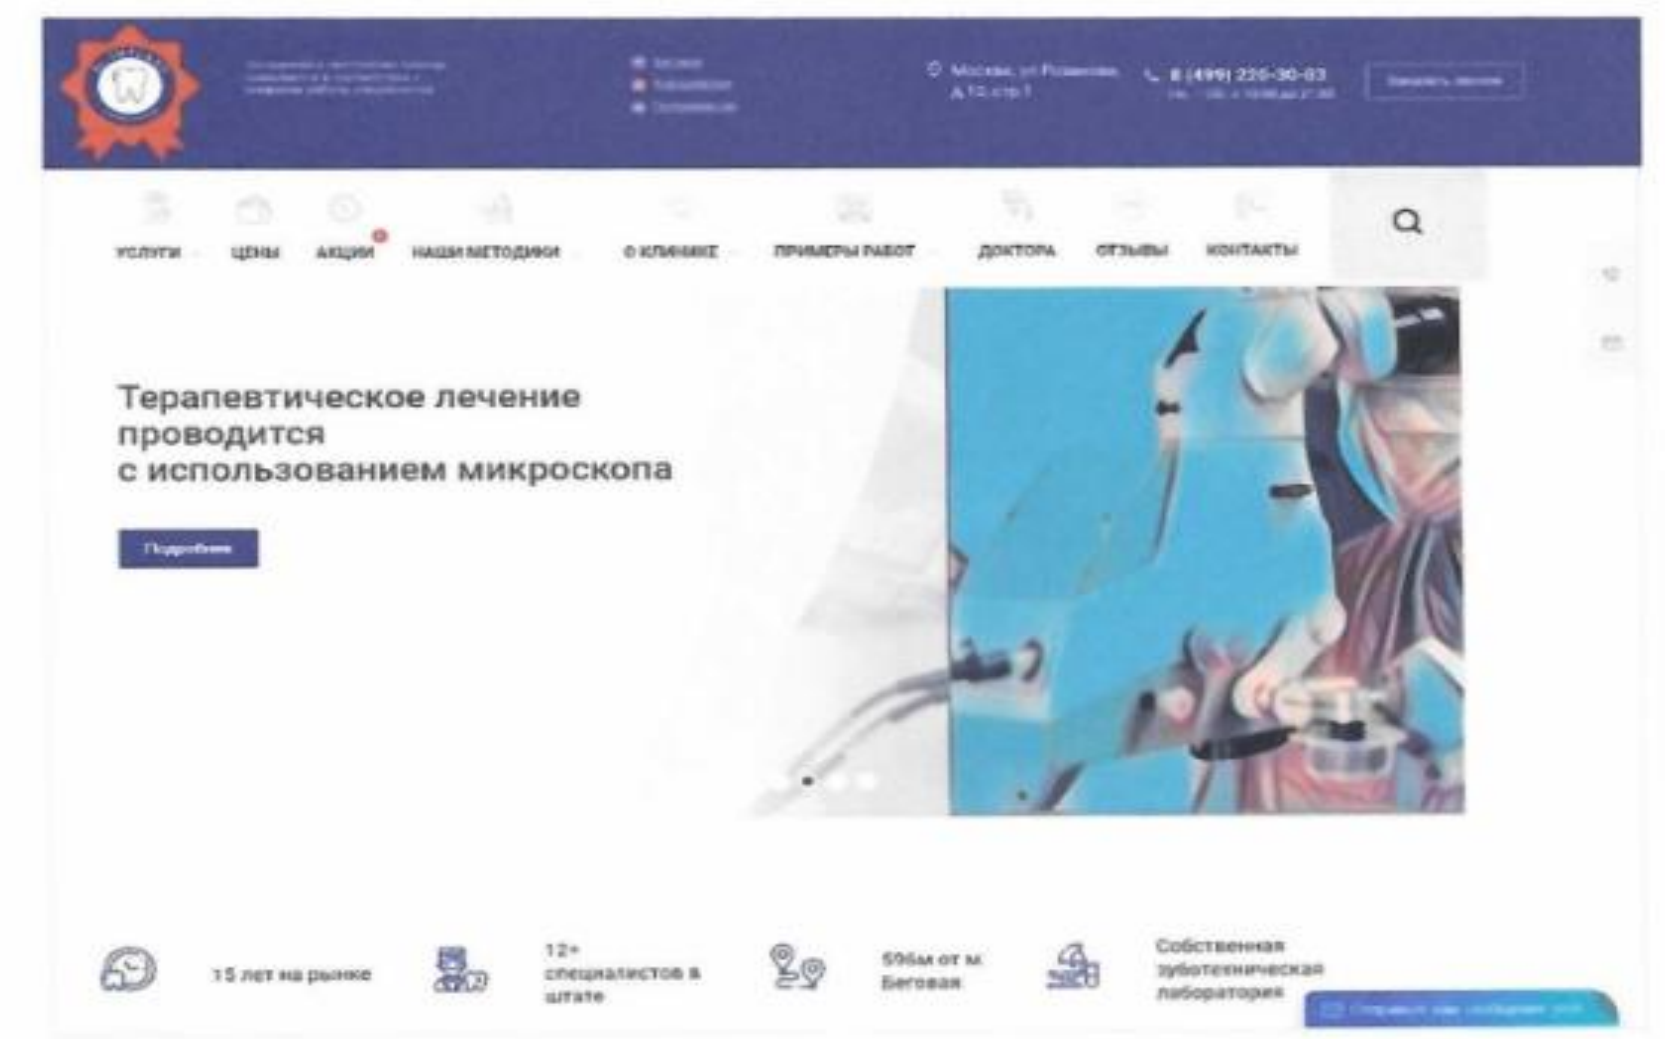 Москва, ул Розанова,
д.10, стр.1
8 (499) 226-30-03
Заказать звонок
УСЛУГИ
ЦЕНЫ
АКЦИИ
НАШИ МЕТОДИКИ
О КЛИНИКЕ
ПРИМЕРЫ РАБОТ
ДОКТОРА
ОТЗЫВЫ
КОНТАКТЫ
Терапевтическое лечение
проводится
с использованием микроскопа
Подробнее
15 лет на рынке
12+
специалистов в
штате
596м от м
Беговая
Собственная
зуботехническая
лаборатория